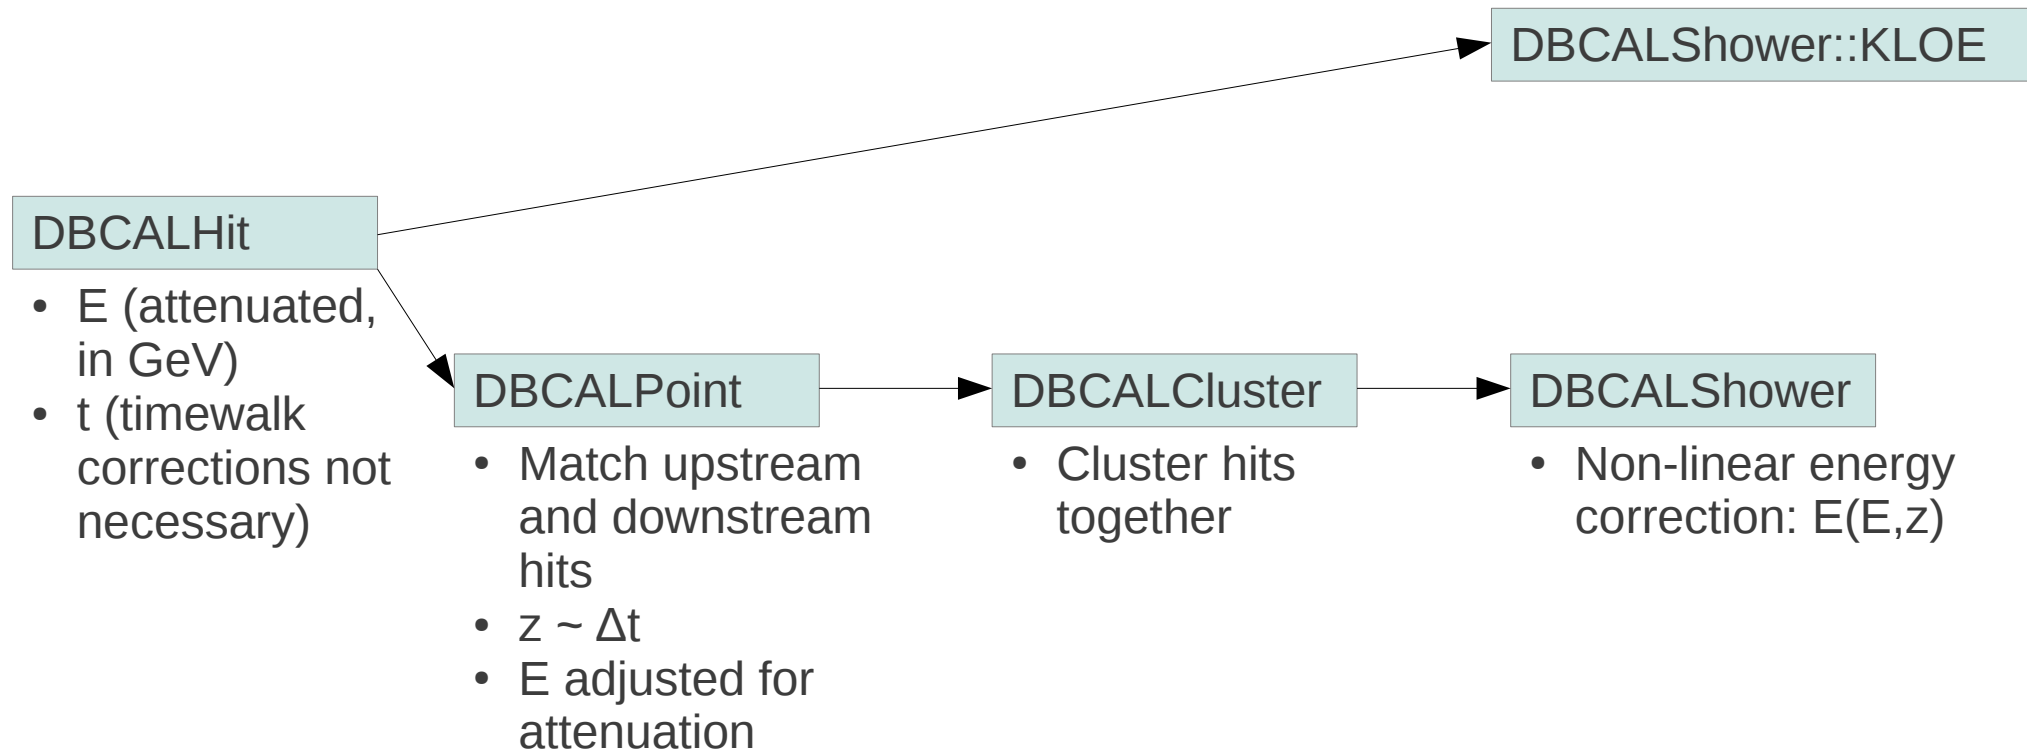 DBCALShower::KLOE
DBCALHit
• E (attenuated,
in GeV)
• t (timewalk
corrections not
necessary)
DBCALPoint
• Match upstream
and downstream
hits
• z ~ Δt
• E adjusted for
attenuation
DBCALCluster
• Cluster hits
together
DBCALShower
• Non-linear energy
correction: E(E,z)